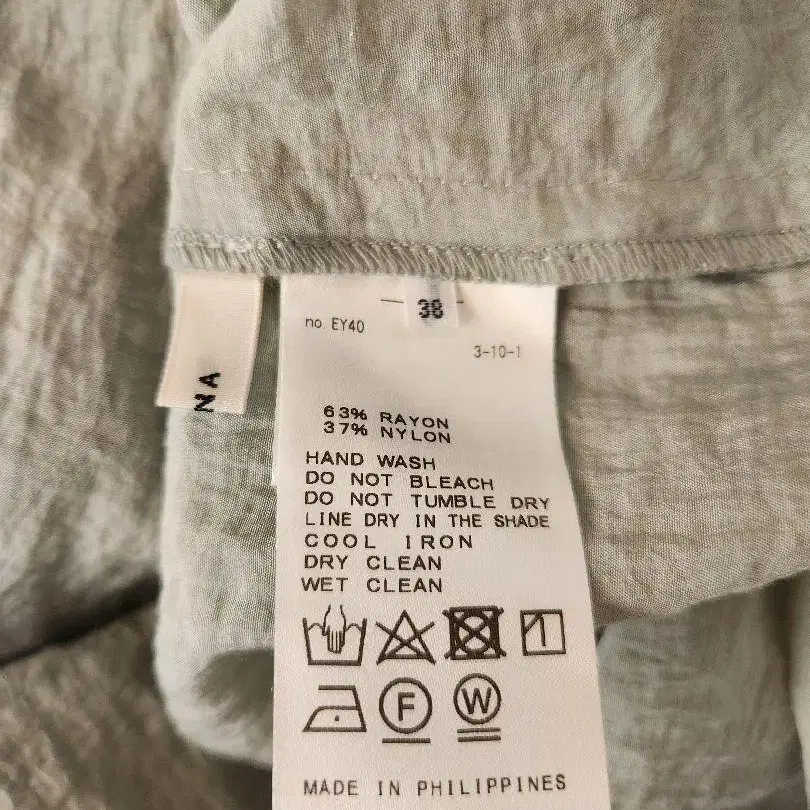 38
no. EY40
3-10-1
NA
63% RAYON
37% NYLON
HAND WASH
DO NOT BLEACH
DO NOT TUMBLE DRY
LINE DRY IN THE SHADE
COOL IRON
DRY CLEAN
WET CLEAN
F W
MADE IN PHILIPPINES